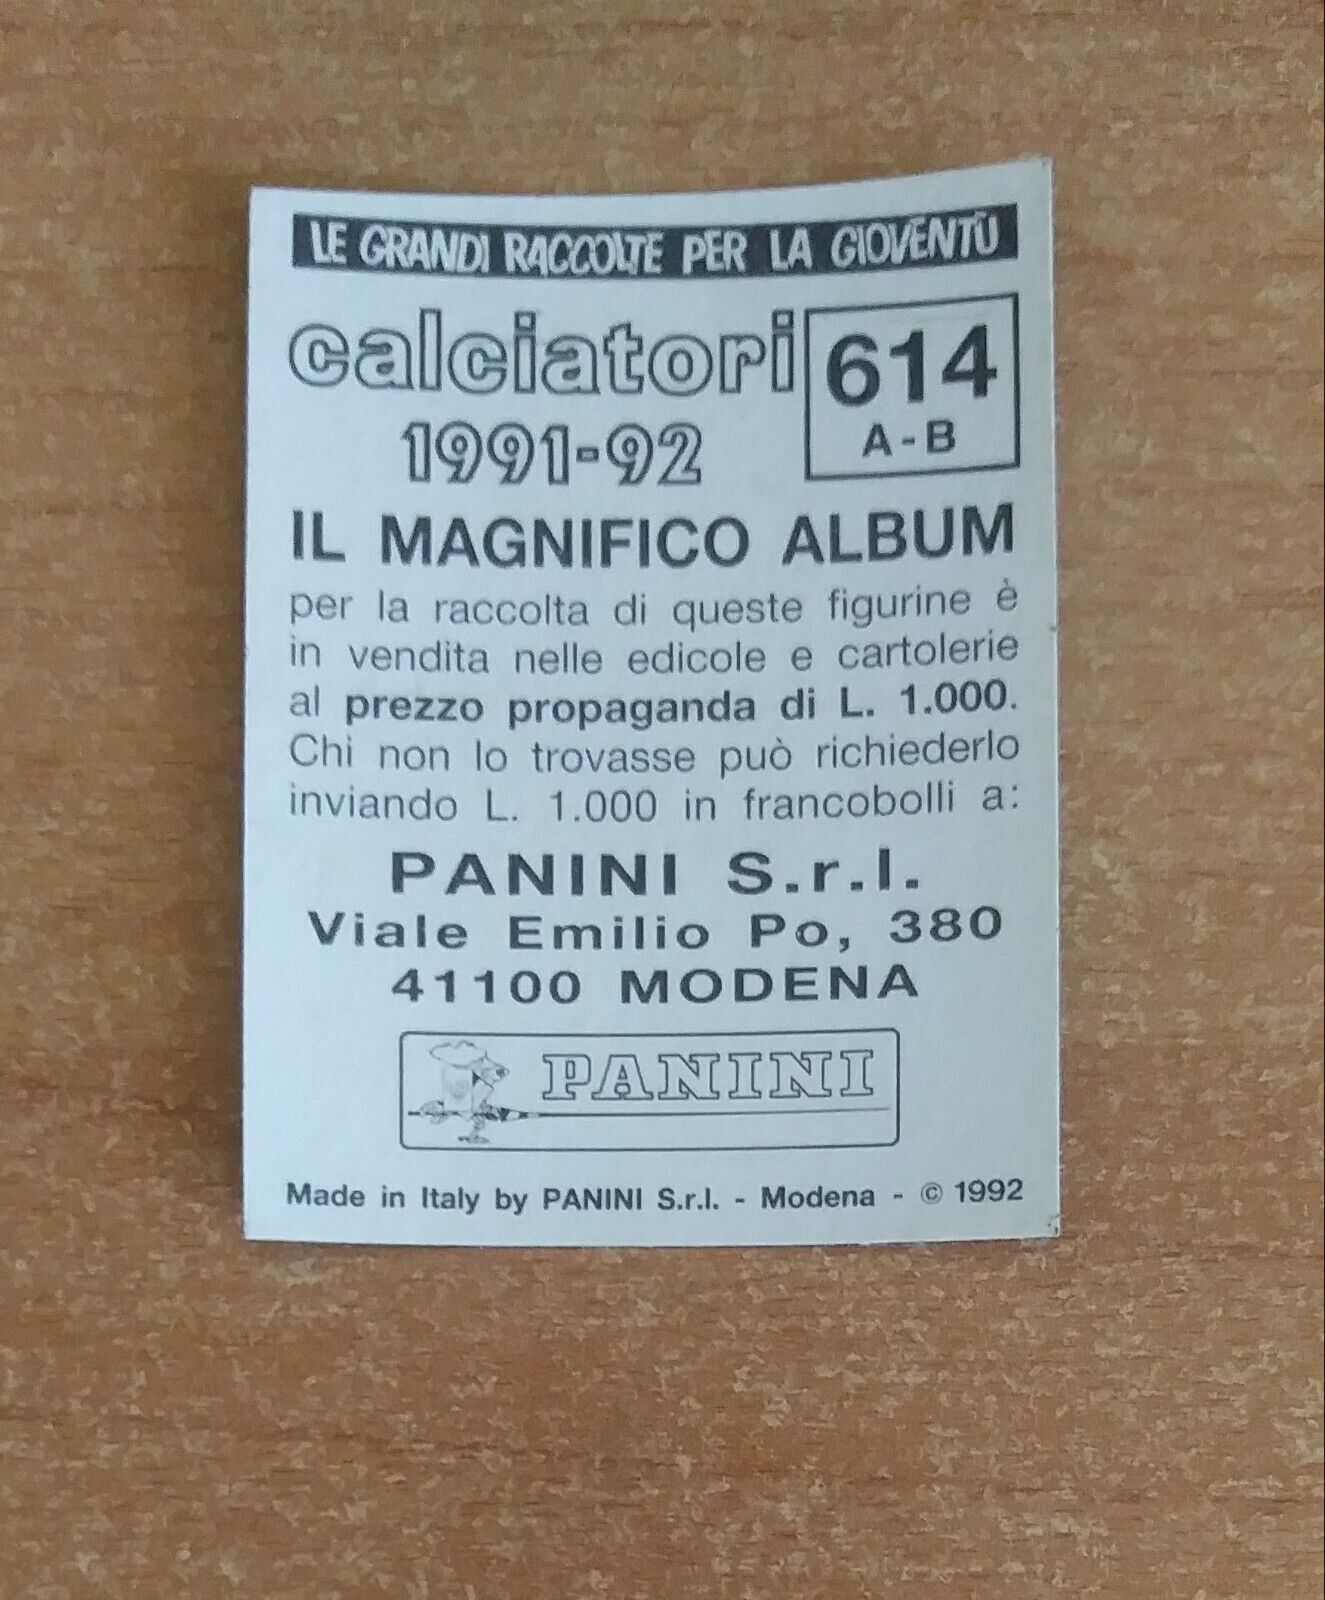 LE GRANDI RACCOLTE PER LA GIOVENTÙ
calciatori
1991-92
614
A - B
IL MAGNIFICO ALBUM
per la raccolta di queste figurine è
in vendita nelle edicole e cartolerie
al prezzo propaganda di L. 1.000.
Chi non lo trovasse può richiederlo
inviando L. 1.000 in francobolli a:
PANINI S.r.l.
Viale Emilio Po, 380
41100 MODENA
PANINI
Made in Italy by PANINI S.r.l. - Modena - © 1992